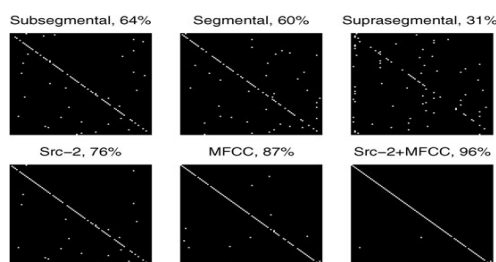 Subsegmental, 64%
Segmental, 60%
Suprasegmental, 31%
Src−2, 76%
MFCC, 87%
Src−2+MFCC, 96%